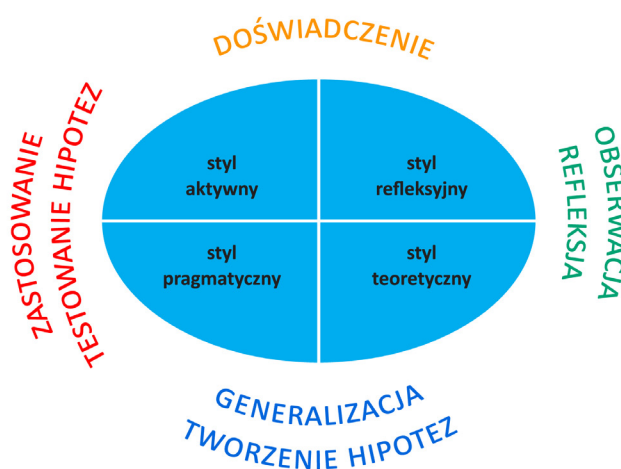 DOŚWIADCZENIE
ZASTOSOWANIE
TESTOWANIE HIPOTEZ
styl
aktywny
styl
refleksyjny
styl
pragmatyczny
styl
teoretyczny
OBSERWACJA
REFLEKSJA
GENERALIZACJA
TWORZENIE HIPOTEZ